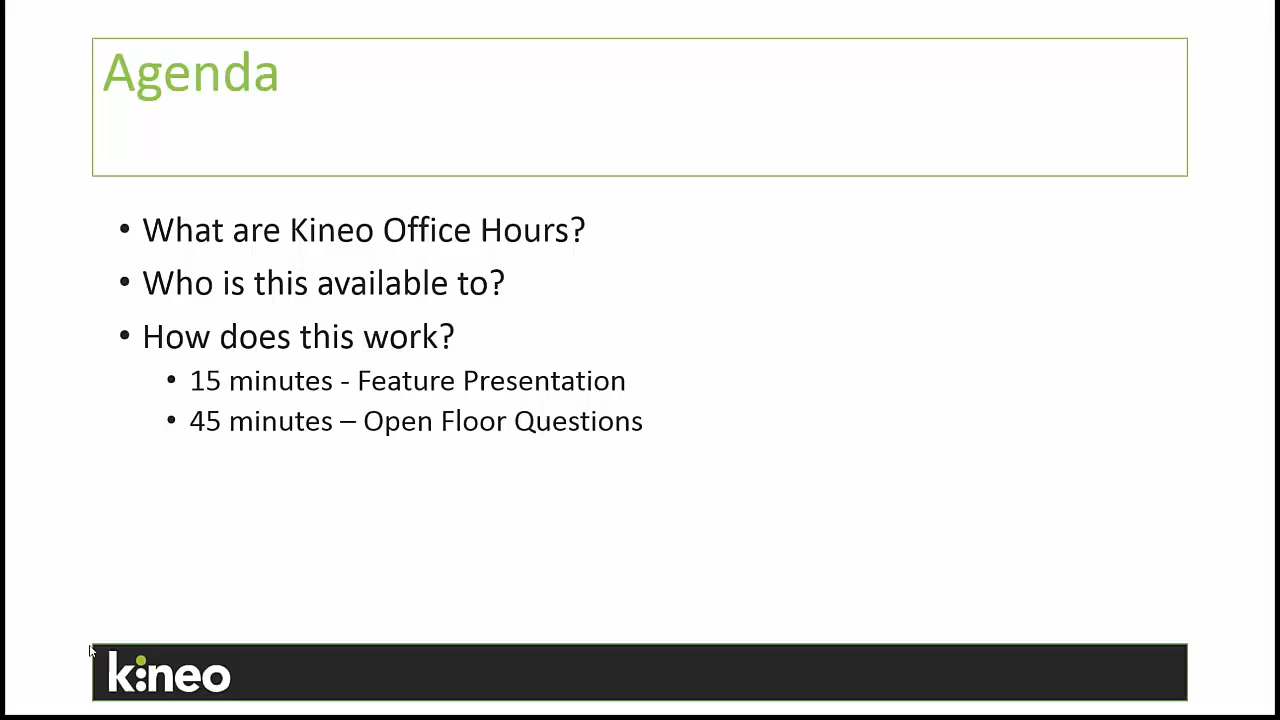 Agenda
• What are Kineo Office Hours?
• Who is this available to?
• How does this work?
• 15 minutes - Feature Presentation
• 45 minutes – Open Floor Questions
kineo